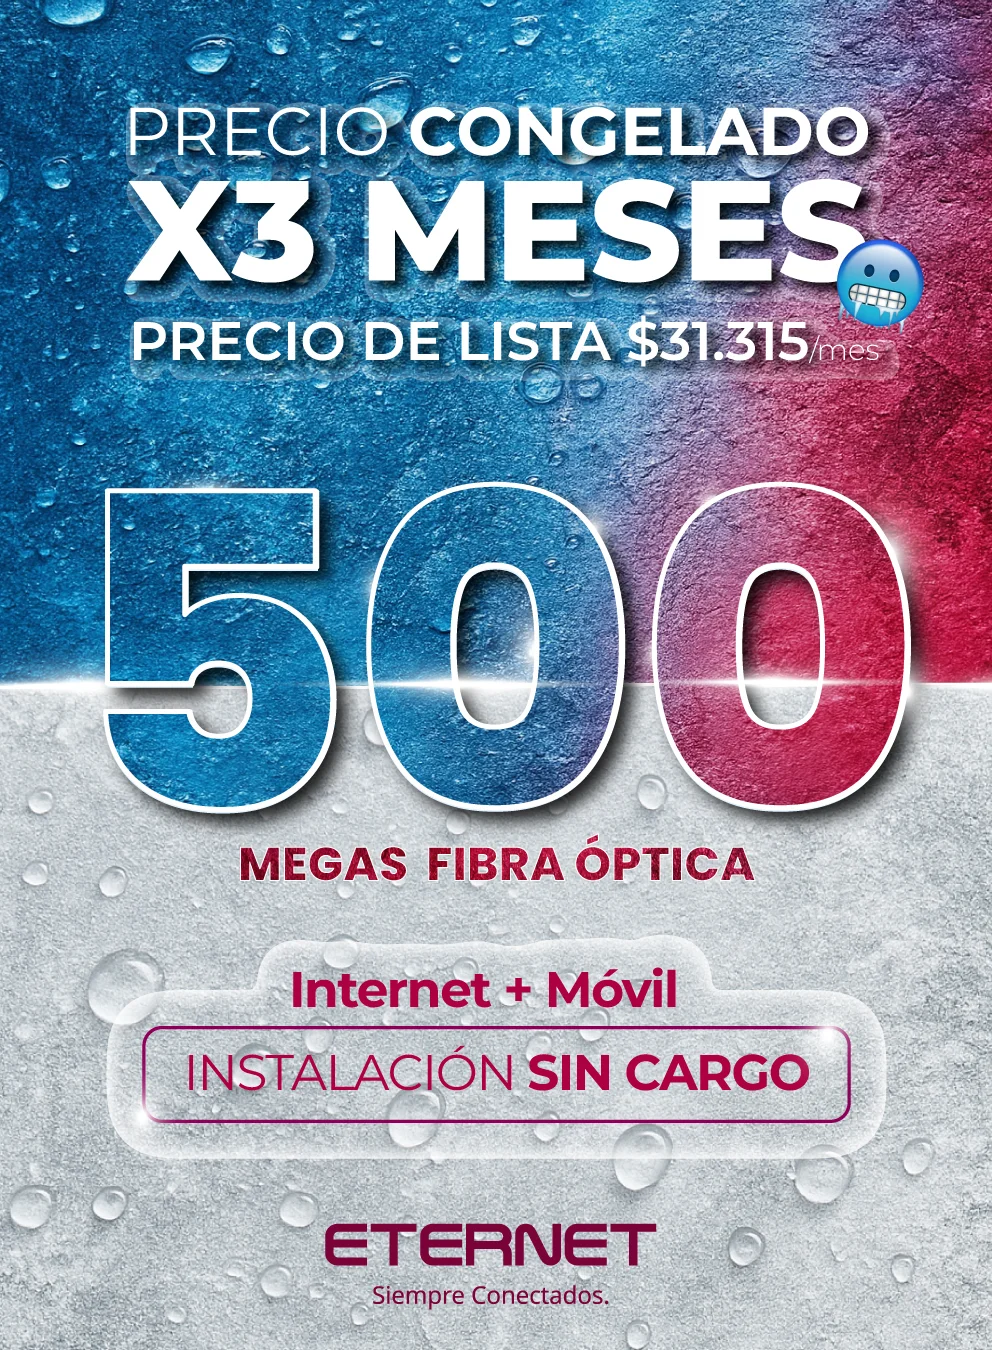 PRECIO CONGELADO
X3 MESES
PRECIO DE LISTA $31.315/mes
500
MEGAS FIBRA ÓPTICA
Internet + Móvil
INSTALACIÓN SIN CARGO
ETERNET
Siempre Conectados.